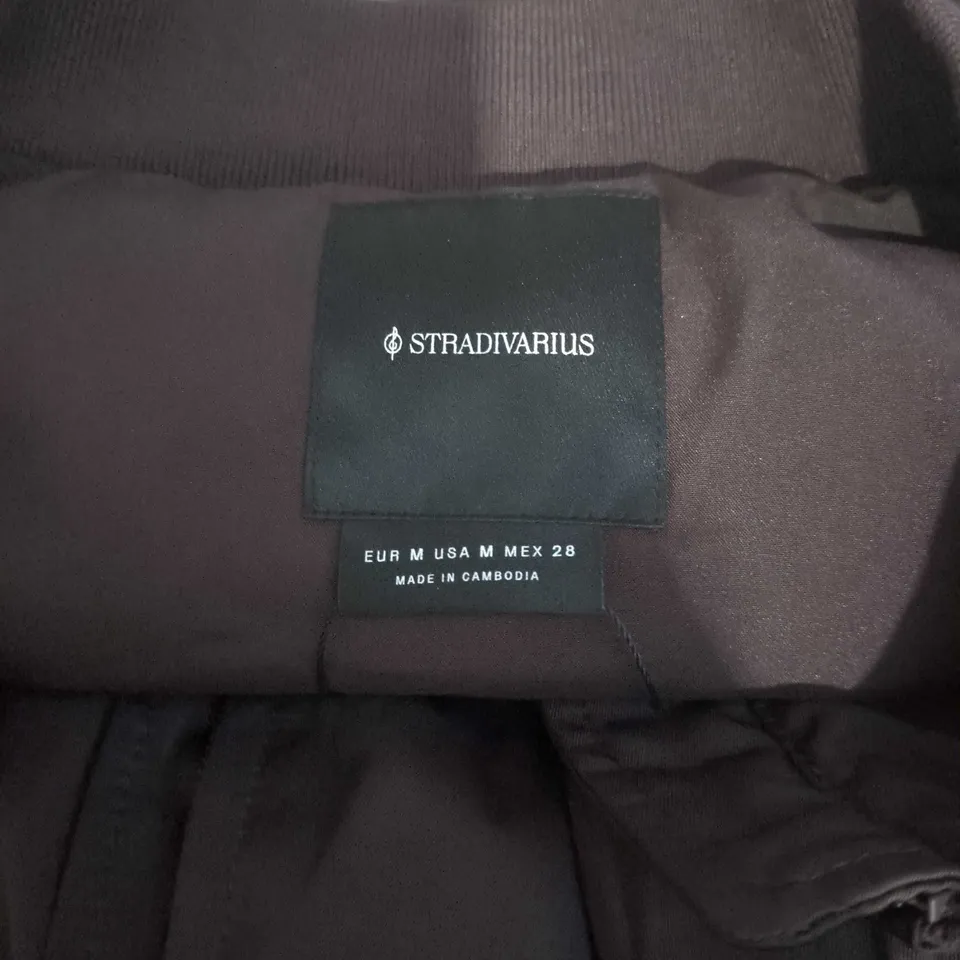 STRADIVARIUS
EUR M USA M MEX 28
MADE IN CAMBODIA